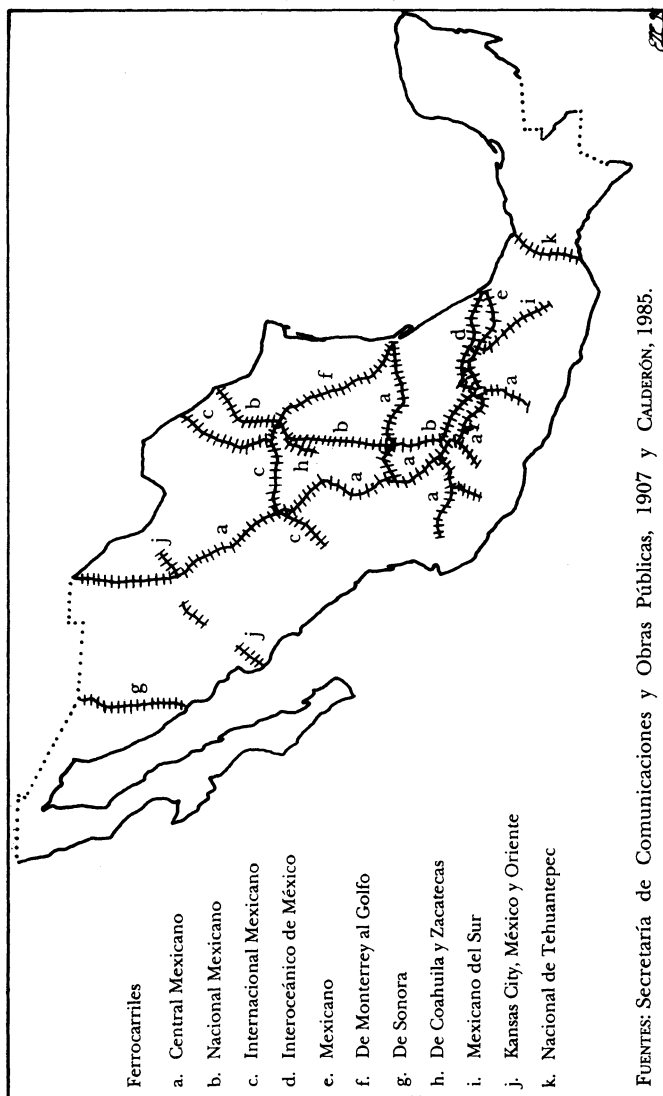 Ferrocarriles
a. Central Mexicano
b. Nacional Mexicano
c. Internacional Mexicano
d. Interoceánico de México
e. Mexicano
f. De Monterrey al Golfo
g. De Sonora
h. De Coahuila y Zacatecas
i. Mexicano del Sur
j. Kansas City, México y Oriente
k. Nacional de Tehuantepec
g
j
j
a
c
c
b
c
h
f
b
a
a
a
b
a
a
a
d
e
i
k
FUENTES: Secretaría de Comunicaciones y Obras Públicas, 1907 y CALDERÓN, 1985.